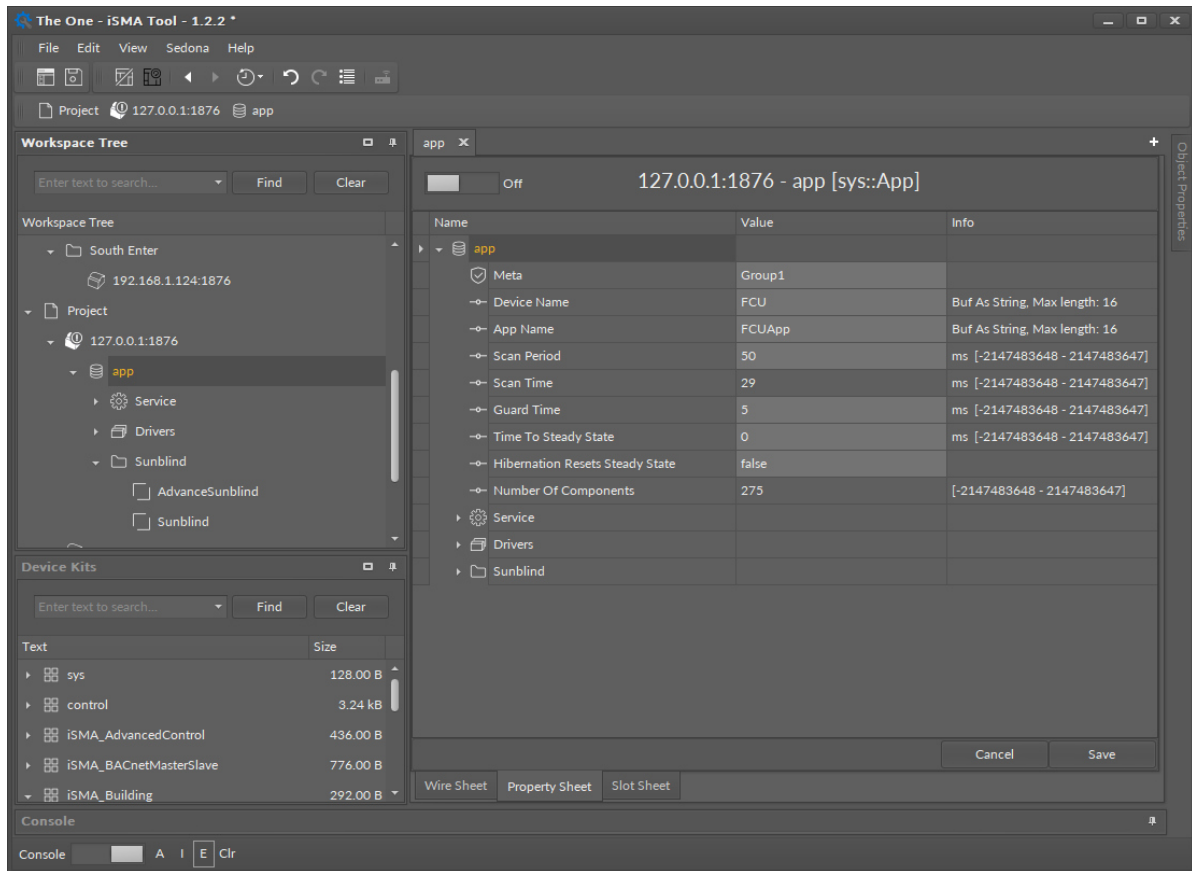 The One - iSMA Tool - 1.2.2 *
File Edit View Sedona Help
Project 127.0.0.1:1876 app
Workspace Tree
Enter text to search... Find Clear
Workspace Tree
South Enter
192.168.1.124:1876
Project
127.0.0.1:1876
app
Service
Drivers
Sunblind
AdvanceSunblind
Sunblind
Device Kits
Enter text to search... Find Clear
Text Size
sys 128.00 B
control 3.24 kB
iSMA_AdvancedControl 436.00 B
iSMA_BACnetMasterSlave 776.00 B
iSMA_Building 292.00 B
app
Off 127.0.0.1:1876 - app [sys::App]
Name Value Info
app
Meta Group1
Device Name FCU Buf As String, Max length: 16
App Name FCUApp Buf As String, Max length: 16
Scan Period 50 ms [-2147483648 - 2147483647]
Scan Time 29 ms [-2147483648 - 2147483647]
Guard Time 5 ms [-2147483648 - 2147483647]
Time To Steady State 0 ms [-2147483648 - 2147483647]
Hibernation Resets Steady State false
Number Of Components 275 [-2147483648 - 2147483647]
Service
Drivers
Sunblind
Cancel Save
Wire Sheet Property Sheet Slot Sheet
Object Properties
Console
Console A I E Clr